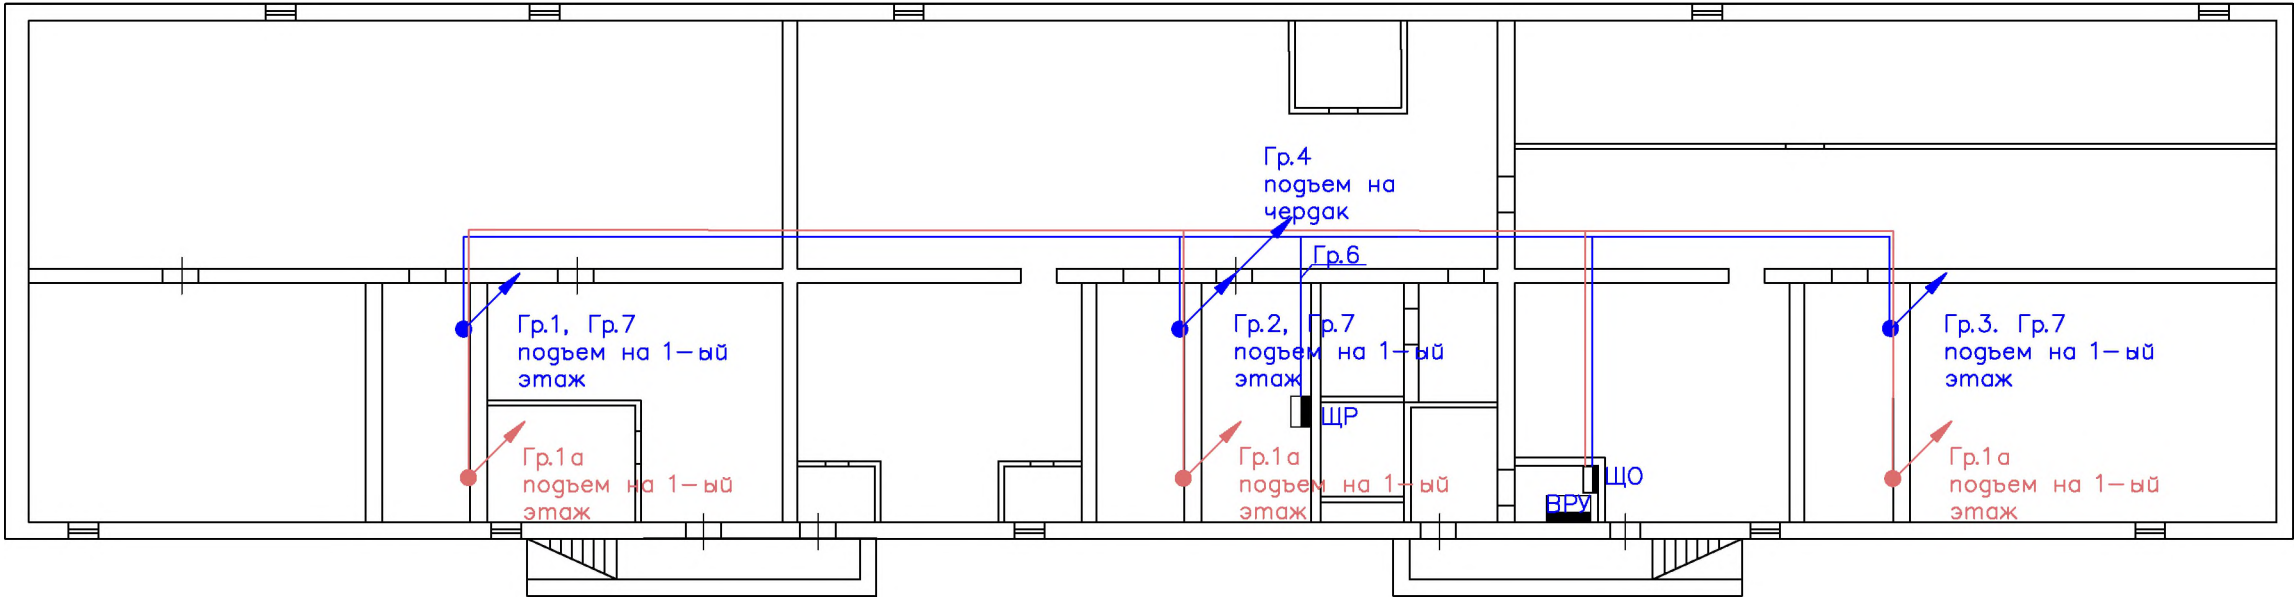 Гр.4
подъем на
чердак
Гр.6
Гр.1, Гр.7
подъем на 1-ый
этаж
Гр.2, Гр.7
подъем на 1-ый
этаж
Гр.3. Гр.7
подъем на 1-ый
этаж
ЩР
Гр.1а
подъем на 1-ый
этаж
Гр.1а
подъем на 1-ый
этаж
ЩО
ВРУ
Гр.1а
подъем на 1-ый
этаж